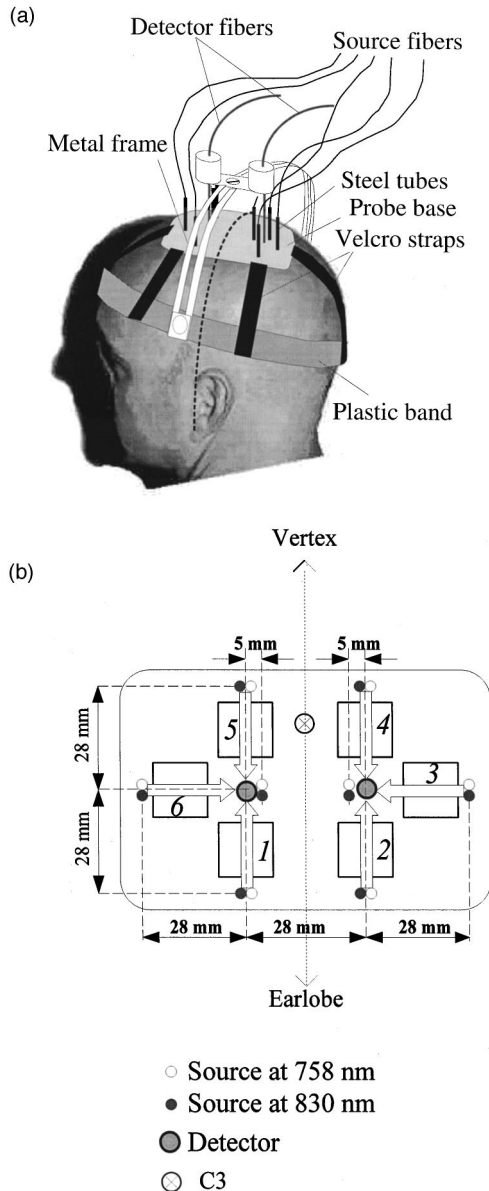 (a)
Detector fibers
Source fibers
Metal frame
Steel tubes
Probe base
Velcro straps
Plastic band
(b)
Vertex
5 mm
5 mm
28 mm
28 mm
5
4
6
3
1
2
28 mm
28 mm
28 mm
Earlobe
Source at 758 nm
Source at 830 nm
Detector
C3